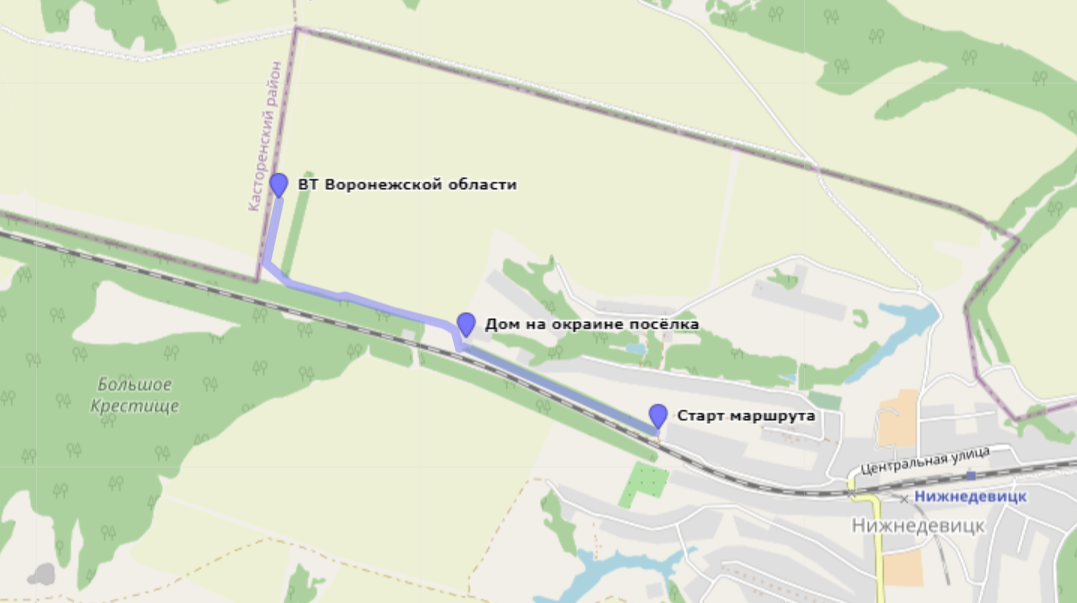 Касторенский район
ВТ Воронежской области
Дом на окраине посёлка
Большое
Крестище
Старт маршрута
Центральная улица
Нижнедевицк
Нижнедевицк